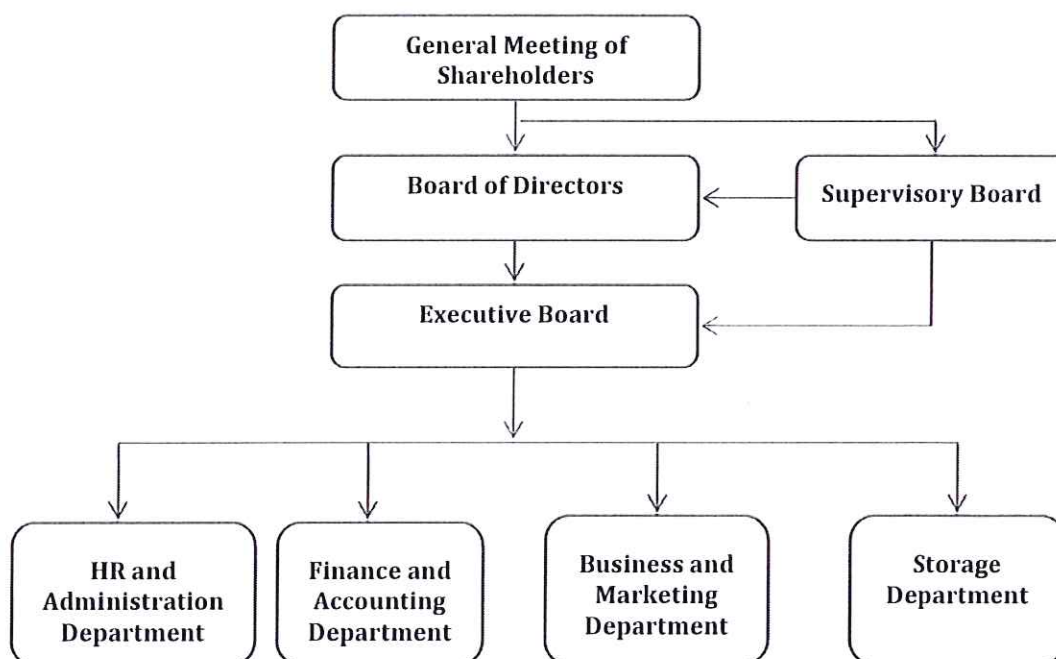 General Meeting of
Shareholders
Board of Directors
Supervisory Board
Executive Board
HR and
Administration
Department
Finance and
Accounting
Department
Business and
Marketing
Department
Storage
Department